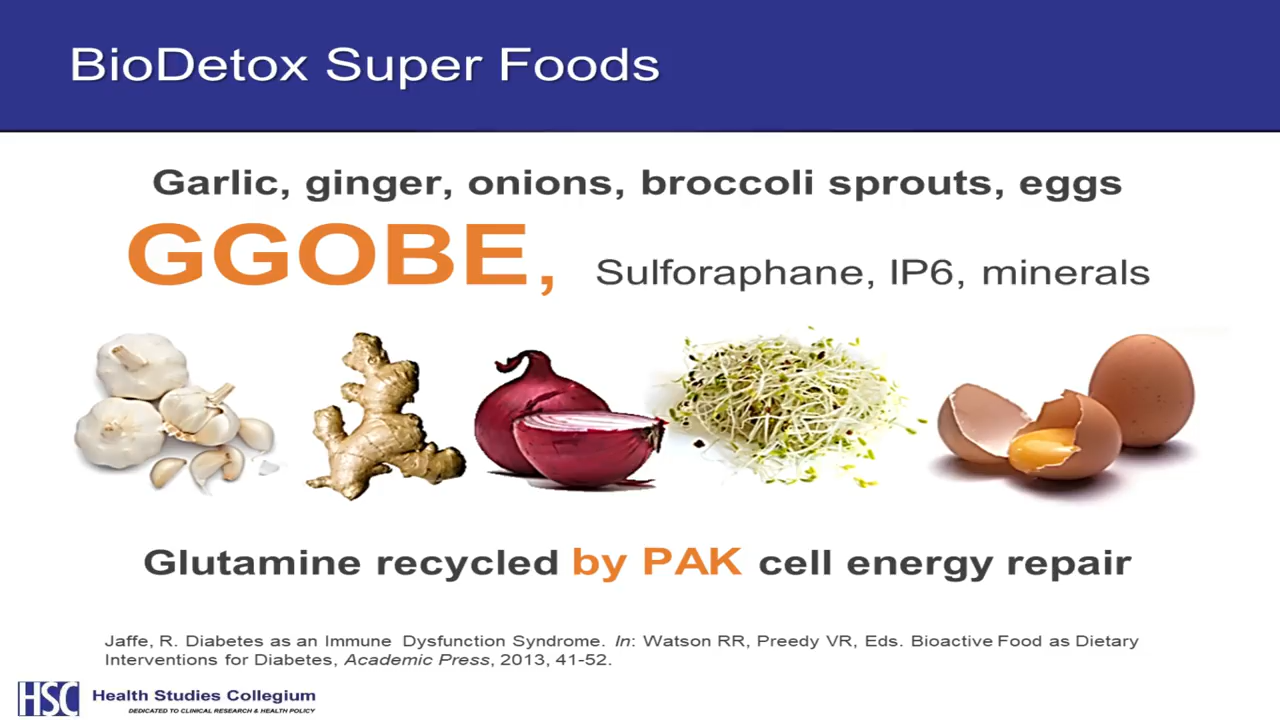 BioDetox Super Foods
Garlic, ginger, onions, broccoli sprouts, eggs
GGOBE, Sulforaphane, IP6, minerals
Glutamine recycled by PAK cell energy repair
Jaffe, R. Diabetes as an Immune Dysfunction Syndrome. In: Watson RR, Preedy VR, Eds. Bioactive Food as Dietary
Interventions for Diabetes, Academic Press, 2013, 41-52.
HSC Health Studies Collegium
DEDICATED TO CLINICAL RESEARCH & HEALTH POLICY